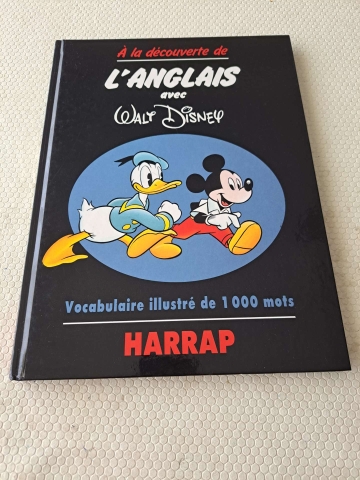 À la découverte de
L'ANGLAIS
avec
WALT DISNEY
Vocabulaire illustré de 1 000 mots
HARRAP